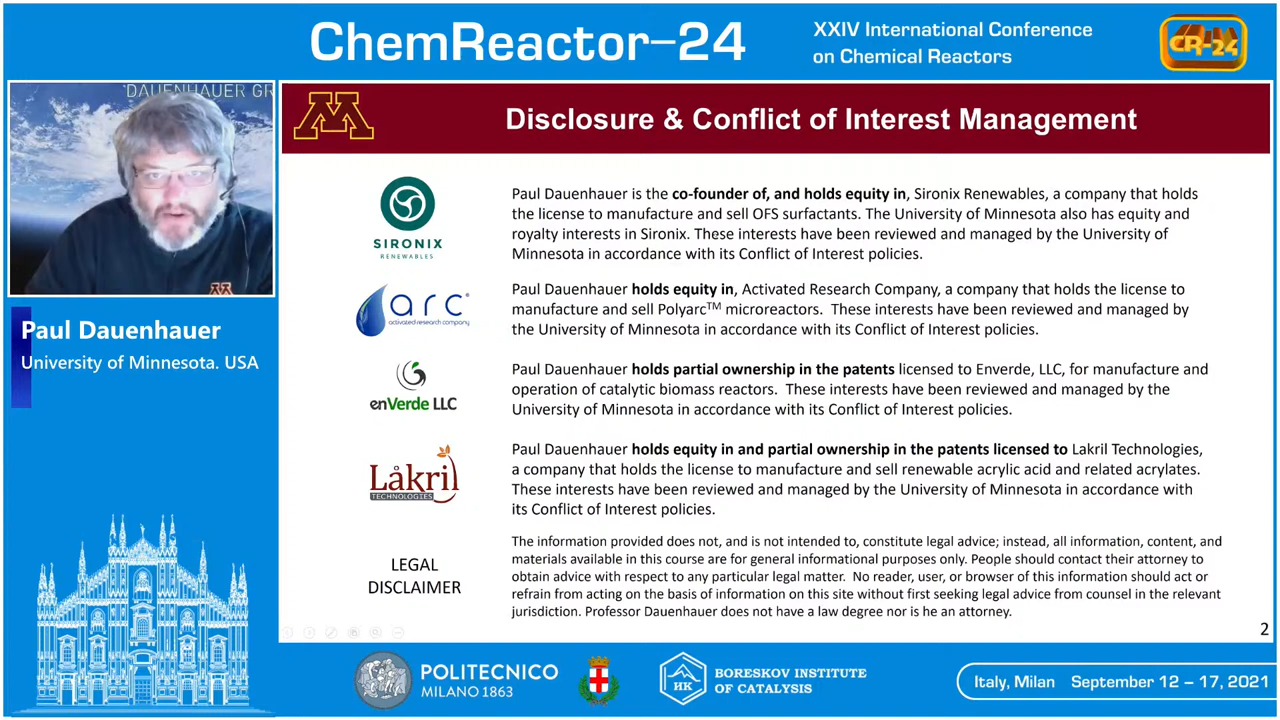 ChemReactor–24
XXIV International Conference
on Chemical Reactors
CR-24
DAUENHAUER GR
M
M
Disclosure & Conflict of Interest Management
Paul Dauenhauer
University of Minnesota. USA
SIRONIX
RENEWABLES
Paul Dauenhauer is the co-founder of, and holds equity in, Sironix Renewables, a company that holds
the license to manufacture and sell OFS surfactants. The University of Minnesota also has equity and
royalty interests in Sironix. These interests have been reviewed and managed by the University of
Minnesota in accordance with its Conflict of Interest policies.
arc
activated research company
Paul Dauenhauer holds equity in, Activated Research Company, a company that holds the license to
manufacture and sell Polyarc™ microreactors. These interests have been reviewed and managed by
the University of Minnesota in accordance with its Conflict of Interest policies.
enVerde LLC
Paul Dauenhauer holds partial ownership in the patents licensed to Enverde, LLC, for manufacture and
operation of catalytic biomass reactors. These interests have been reviewed and managed by the
University of Minnesota in accordance with its Conflict of Interest policies.
Låkril
TECHNOLOGIES
Paul Dauenhauer holds equity in and partial ownership in the patents licensed to Lakril Technologies,
a company that holds the license to manufacture and sell renewable acrylic acid and related acrylates.
These interests have been reviewed and managed by the University of Minnesota in accordance with
its Conflict of Interest policies.
LEGAL
DISCLAIMER
The information provided does not, and is not intended to, constitute legal advice; instead, all information, content, and
materials available in this course are for general informational purposes only. People should contact their attorney to
obtain advice with respect to any particular legal matter. No reader, user, or browser of this information should act or
refrain from acting on the basis of information on this site without first seeking legal advice from counsel in the relevant
jurisdiction. Professor Dauenhauer does not have a law degree nor is he an attorney.
2
POLITECNICO
MILANO 1863
HK
BORESKOV INSTITUTE
OF CATALYSIS
Italy, Milan September 12 – 17, 2021